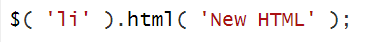 $( 'li' ).html( 'New HTML' );